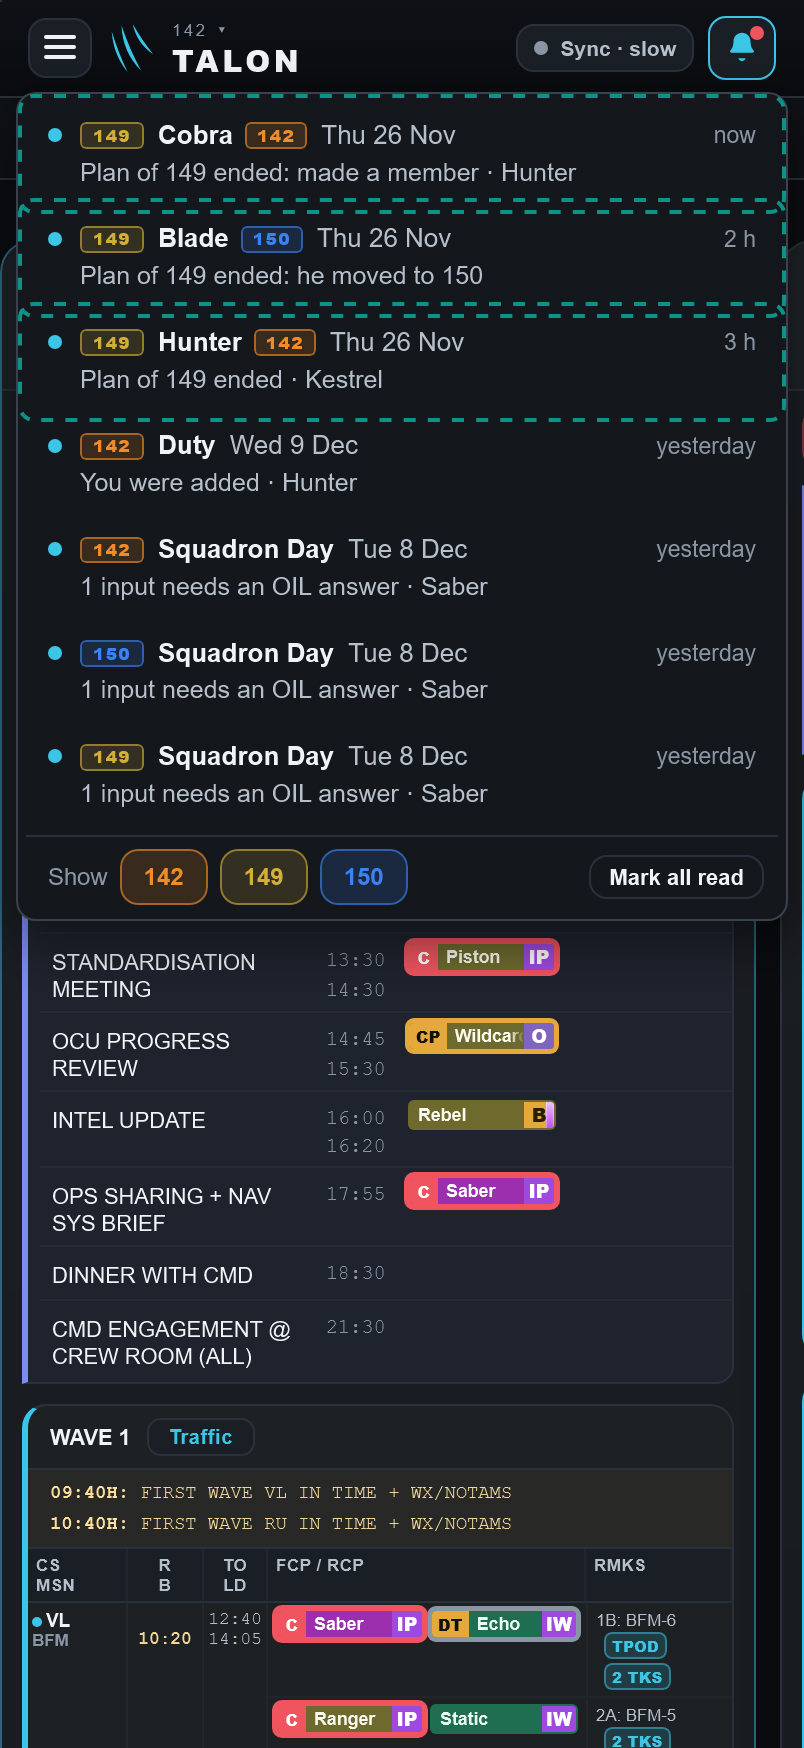 142 ▾
TALON
Sync · slow
149 Cobra 142 Thu 26 Nov now
Plan of 149 ended: made a member · Hunter
149 Blade 150 Thu 26 Nov 2 h
Plan of 149 ended: he moved to 150
149 Hunter 142 Thu 26 Nov 3 h
Plan of 149 ended · Kestrel
142 Duty Wed 9 Dec yesterday
You were added · Hunter
142 Squadron Day Tue 8 Dec yesterday
1 input needs an OIL answer · Saber
150 Squadron Day Tue 8 Dec yesterday
1 input needs an OIL answer · Saber
149 Squadron Day Tue 8 Dec yesterday
1 input needs an OIL answer · Saber
Show 142 149 150 Mark all read
STANDARDISATION 13:30 C Piston IP
MEETING 14:30
OCU PROGRESS 14:45 CP Wildcar O
REVIEW 15:30
INTEL UPDATE 16:00 Rebel B
16:20
OPS SHARING + NAV 17:55 C Saber IP
SYS BRIEF
DINNER WITH CMD 18:30
CMD ENGAGEMENT @ 21:30
CREW ROOM (ALL)
WAVE 1 Traffic
09:40H: FIRST WAVE VL IN TIME + WX/NOTAMS
10:40H: FIRST WAVE RU IN TIME + WX/NOTAMS
CS R TO FCP / RCP RMKS
MSN B LD
VL 12:40 C Saber IP DT Echo IW 1B: BFM-6
BFM 10:20 14:05 TPOD
2 TKS
C Ranger IP Static IW 2A: BFM-5
2 TKS